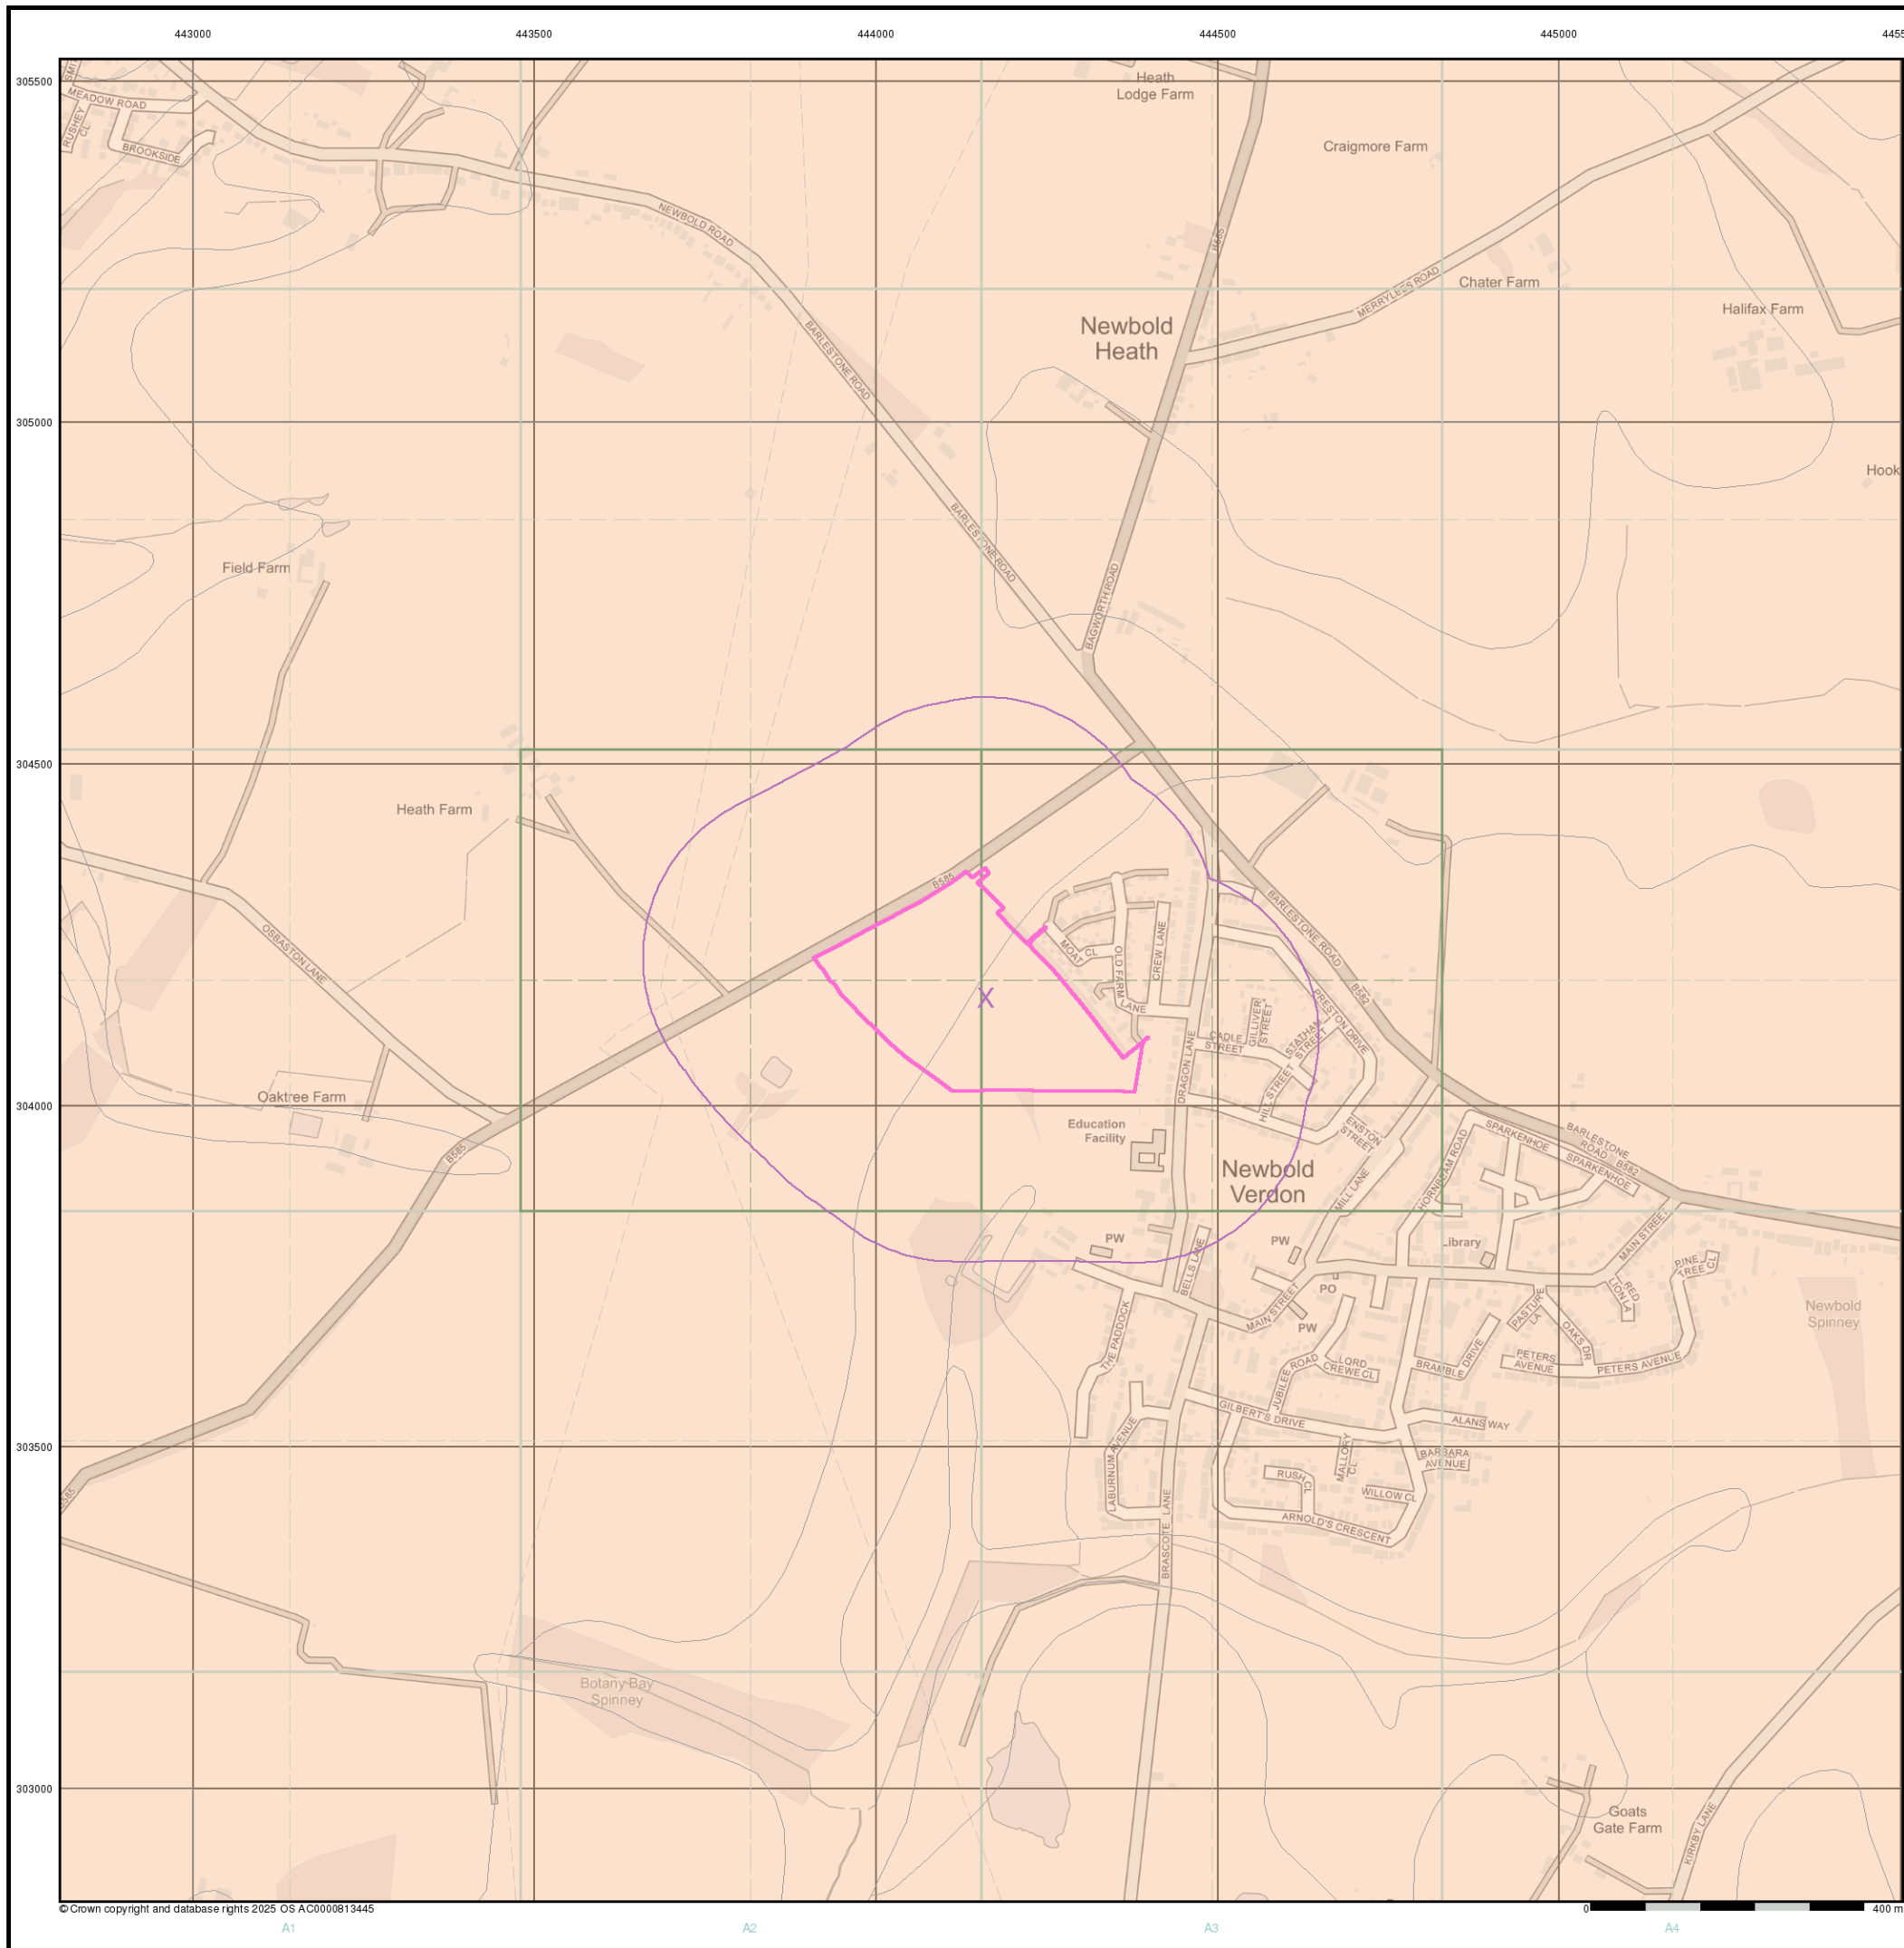 443000
443500
444000
444500
445000
305500
305000
304500
304000
303500
303000
MEADOW ROAD
RUSHEY
CL
BROOKSIDE
NEWBOLD ROAD
Heath
Lodge Farm
Craigmore Farm
B585
MERRYLEES ROAD
Chater Farm
Halifax Farm
Newbold
Heath
BARLESTONE ROAD
BARLESTONE ROAD
BAGWORTH ROAD
Field Farm
Heath Farm
OSBASTON LANE
Oaktree Farm
B585
B585
B585
X
MOAT CL
OLD FARM
LANE
CREW LANE
DRAGON LANE
CADLE
STREET
GILLIVER
STREET
STATHAM
STREET
HILL STREET
PRESTON DRIVE
BARLESTONE ROAD
B582
ENSTON
STREET
Education
Facility
Newbold
Verdon
MILL LANE
HORNBEAM ROAD
SPARKENHOE
SPARKENHOE
BARLESTONE
ROAD B582
MAIN STREET
PW
BELLS LANE
PW
Library
PO
MAIN STREET
PW
THE PADDOCK
PINE
TREE CL
RED
LION LA
PASTURE
LA
OAKS DR
PETERS
AVENUE
PETERS AVENUE
Newbold
Spinney
LORD
CREWE CL
JUBILEE ROAD
BRAMBLE DRIVE
GILBERT'S DRIVE
ALANS WAY
BARBARA
AVENUE
MALLORY
CL
LABURNUM AVENUE
RUSH CL
WILLOW CL
ARNOLD'S CRESCENT
BRASCOTE LANE
Botany Bay
Spinney
Goats
Gate Farm
KIRKBY LANE
© Crown copyright and database rights 2025 OS AC0000813445
0
400 m
A1
A2
A3
A4